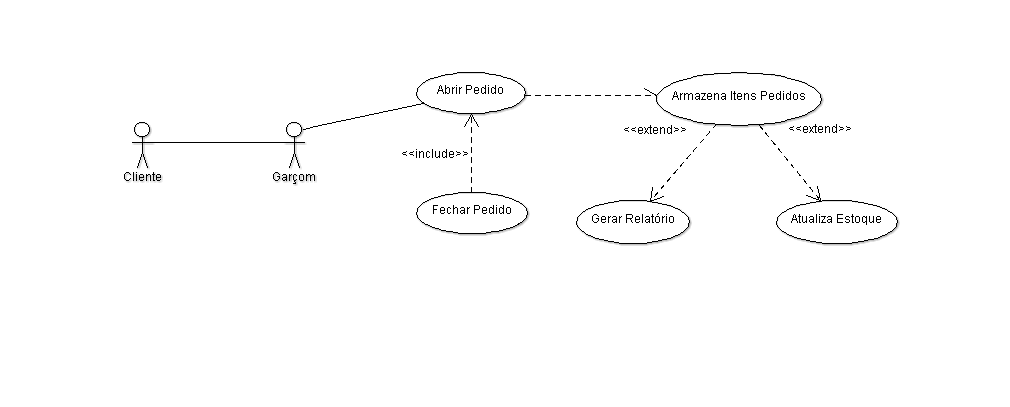 Abrir Pedido
Armazena Itens Pedidos
<<extend>>
<<extend>>
<<include>>
Cliente
Garçom
Fechar Pedido
Gerar Relatório
Atualiza Estoque